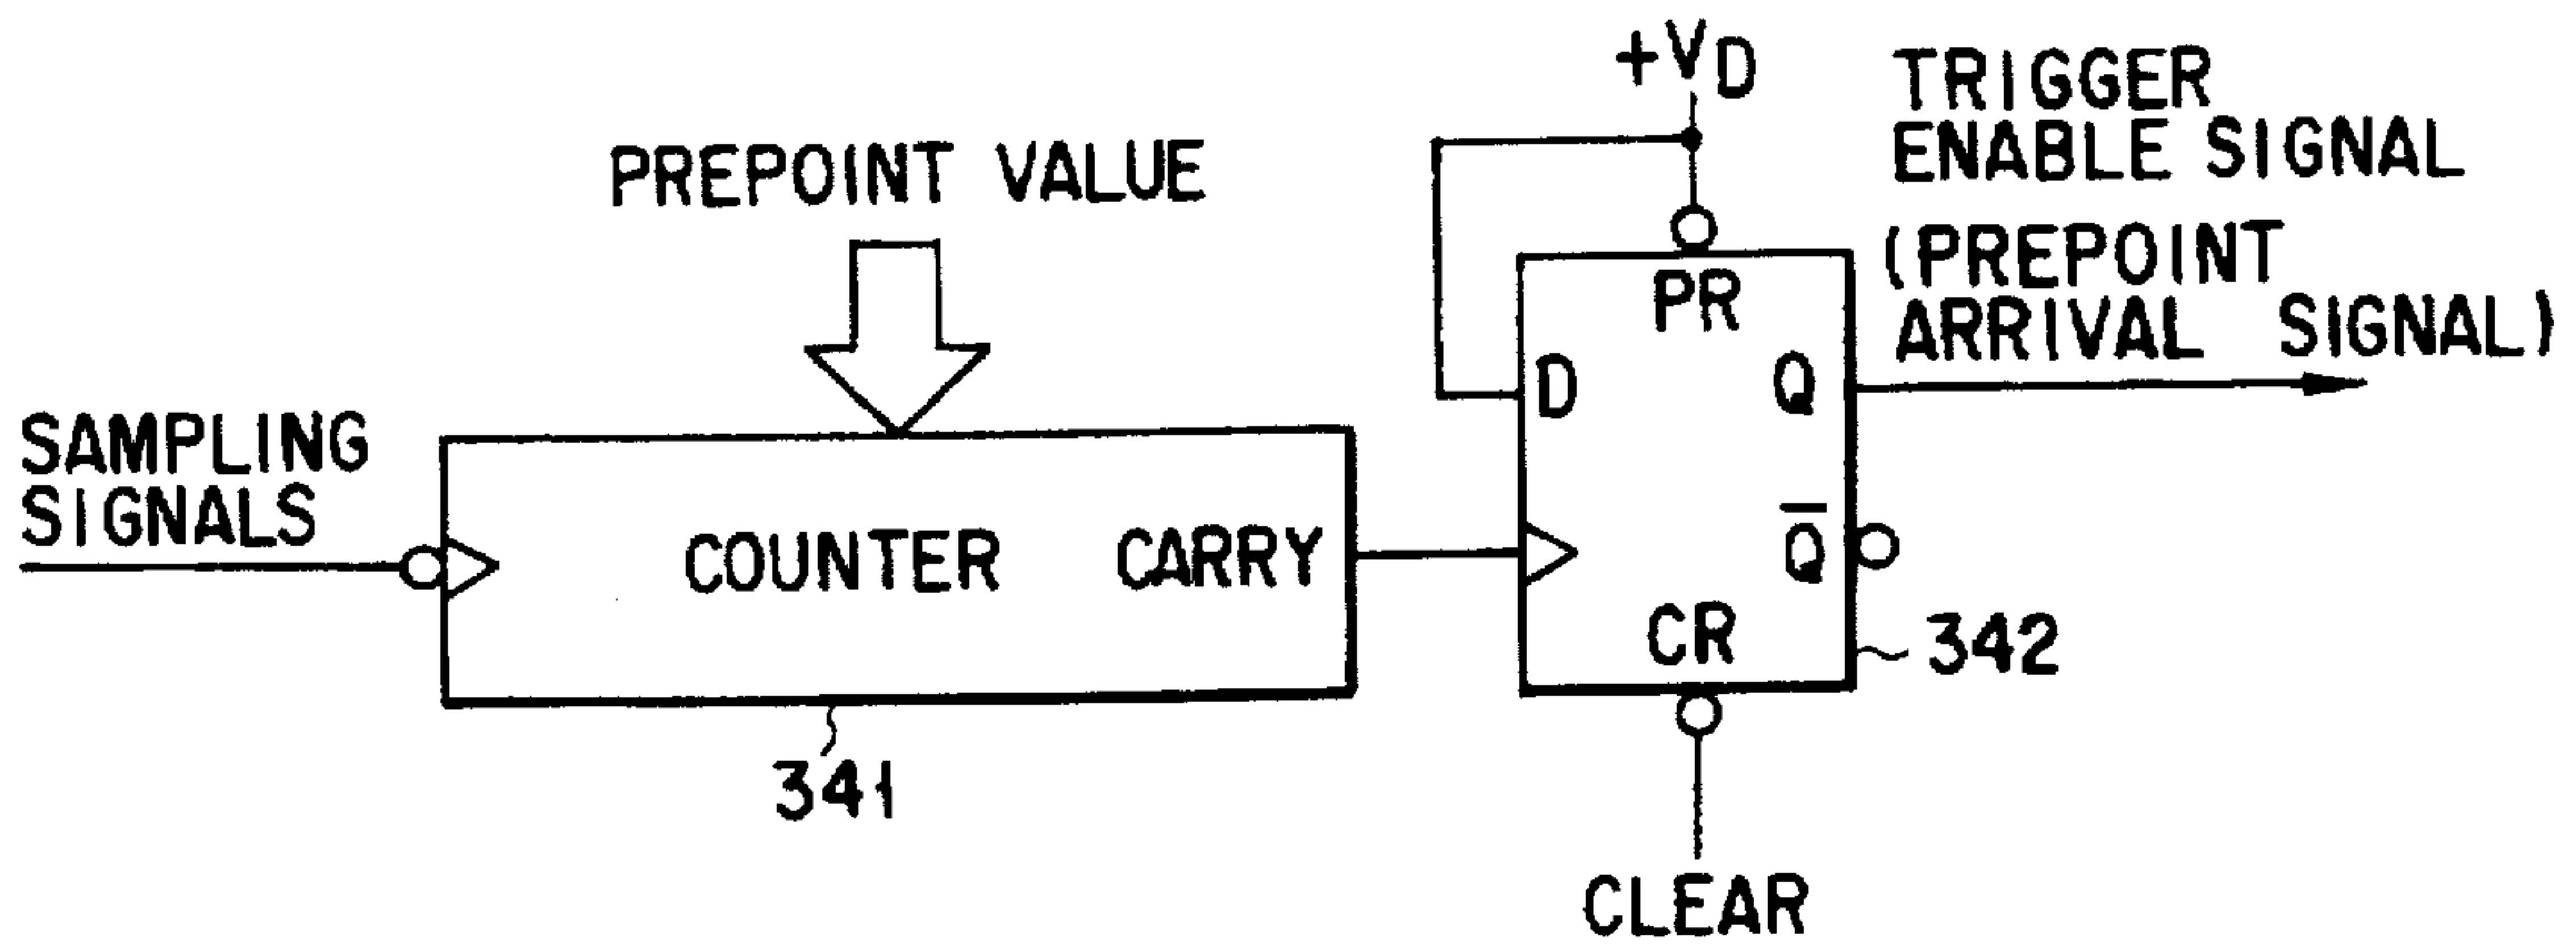 +VD
TRIGGER
ENABLE SIGNAL
(PREPOINT
ARRIVAL SIGNAL)
PREPOINT VALUE
SAMPLING
SIGNALS
COUNTER CARRY
PR
D
Q
Q̅
CR
341
342
CLEAR